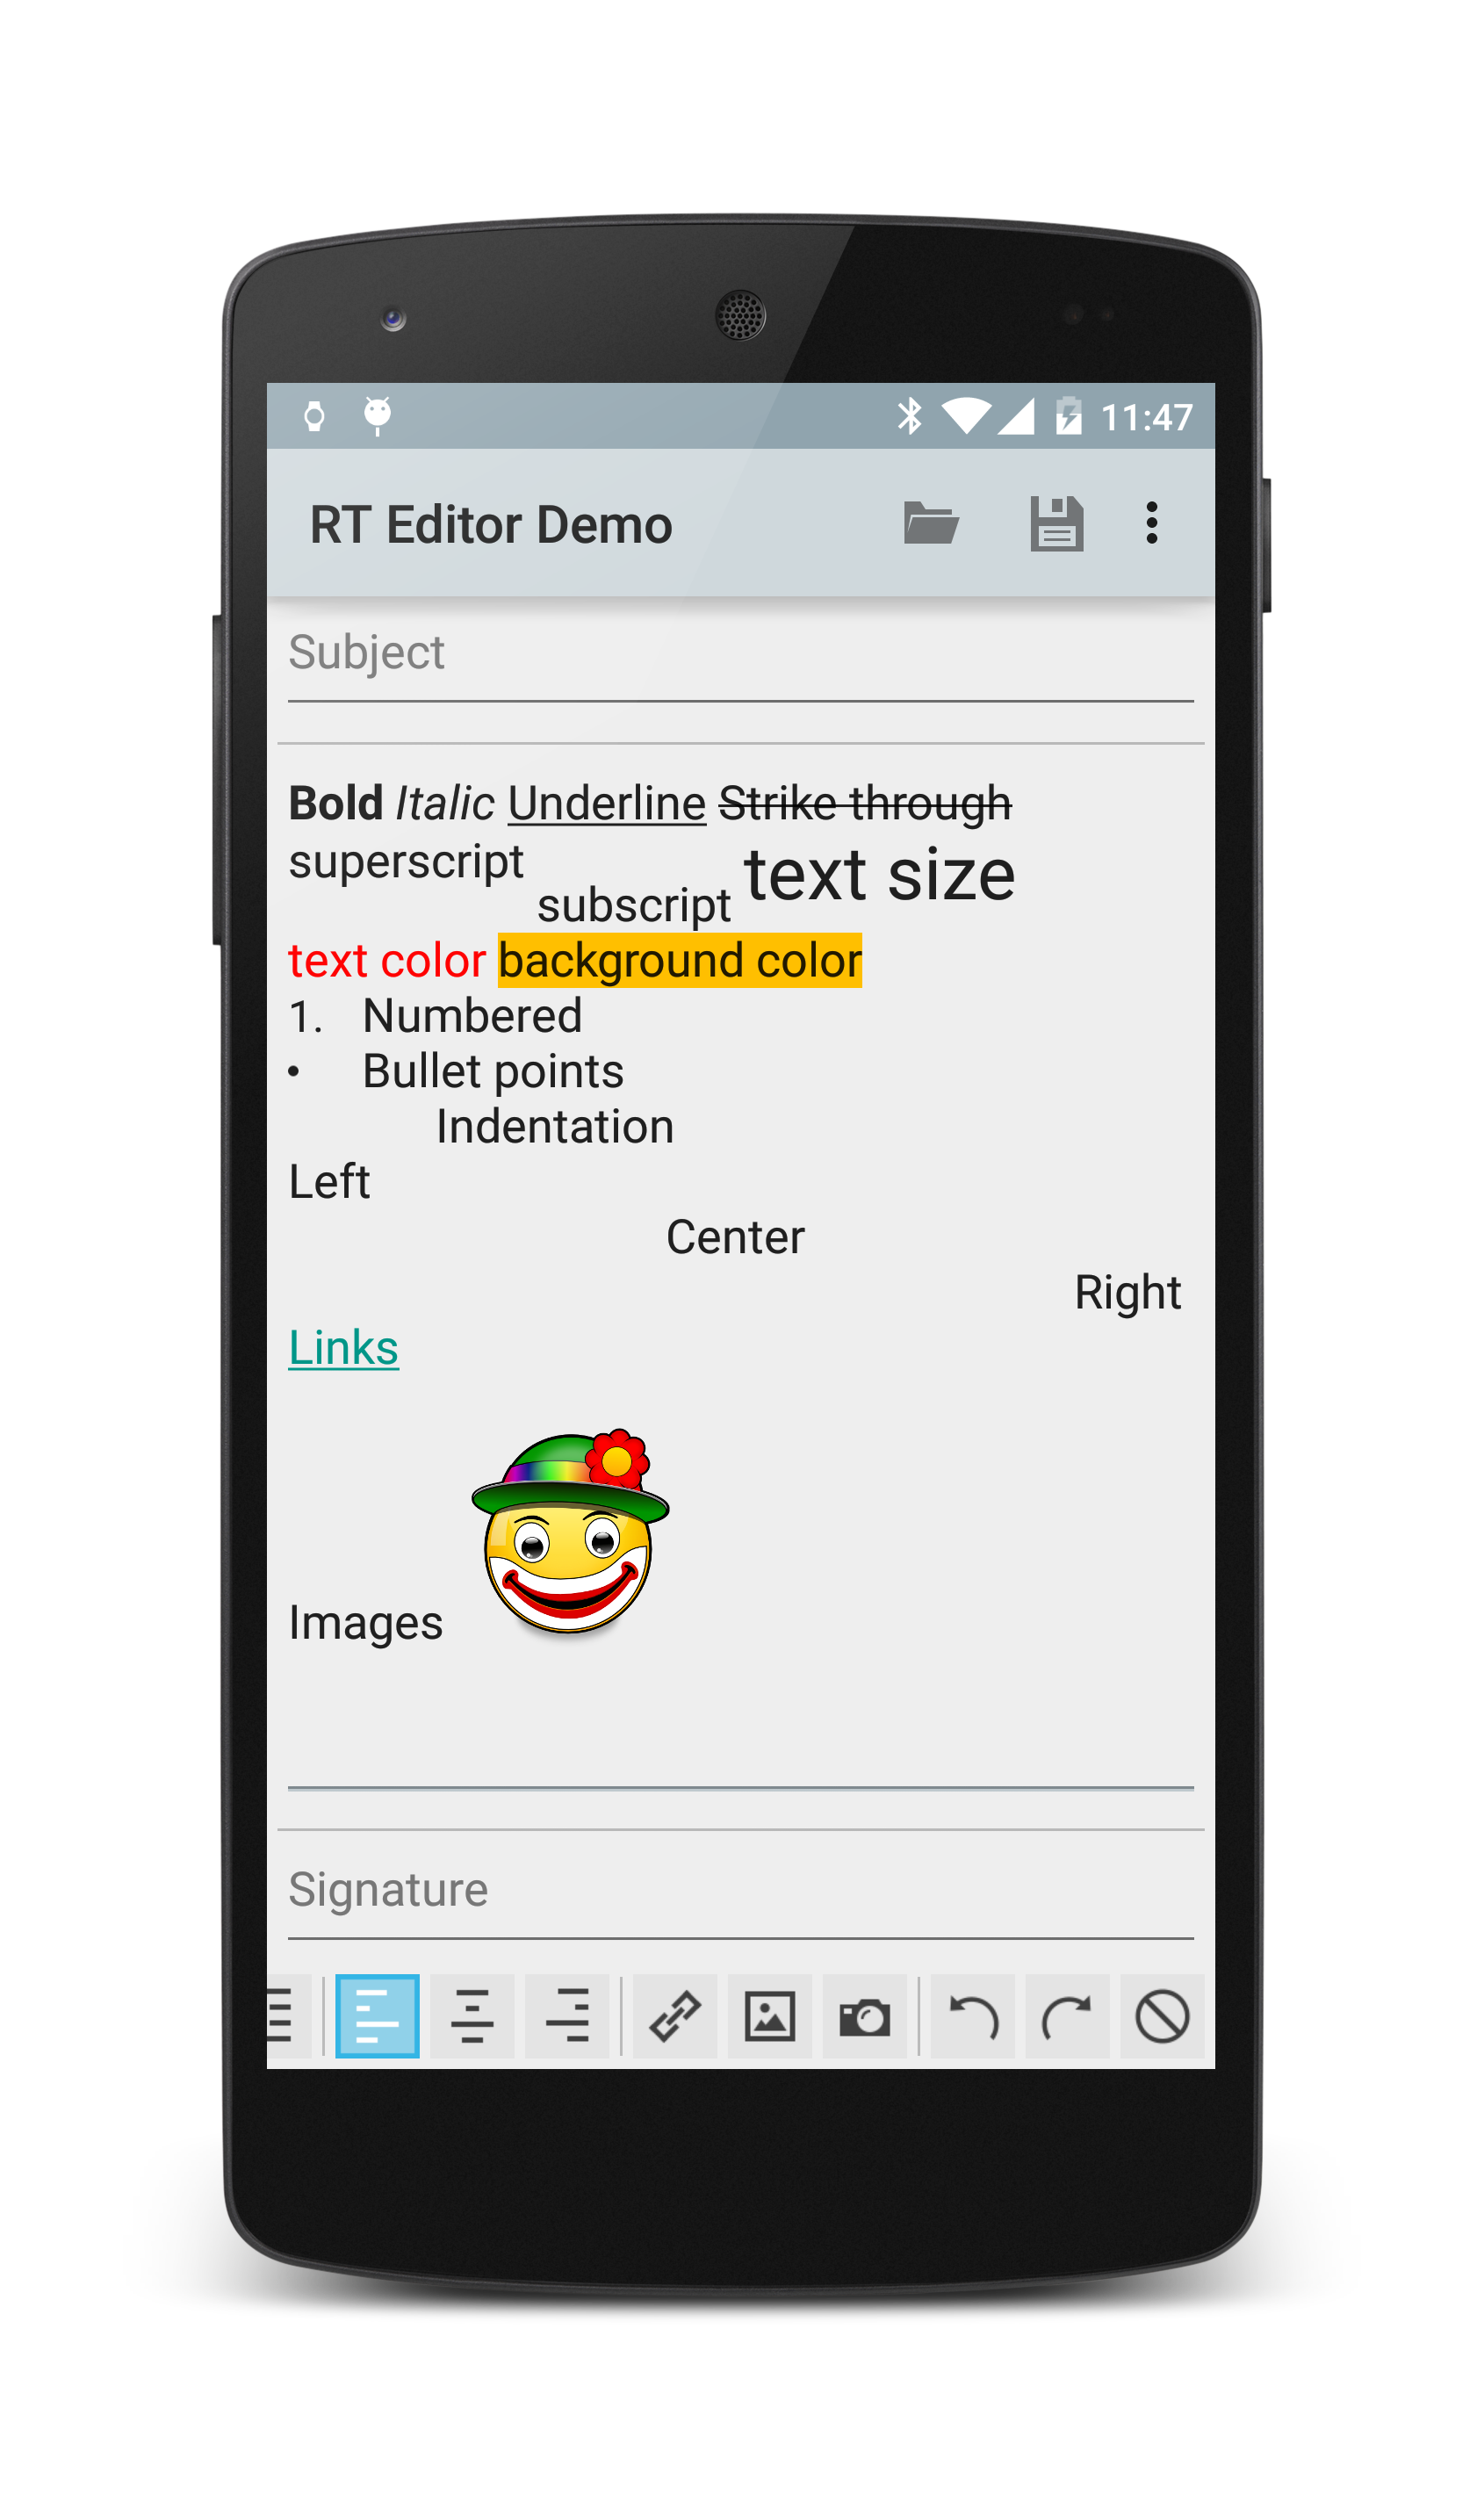 11:47
RT Editor Demo
Subject
Bold Italic Underline Strike through
superscript subscript text size
text color background color
1. Numbered
• Bullet points
Indentation
Left
Center
Right
Links
Images
Signature